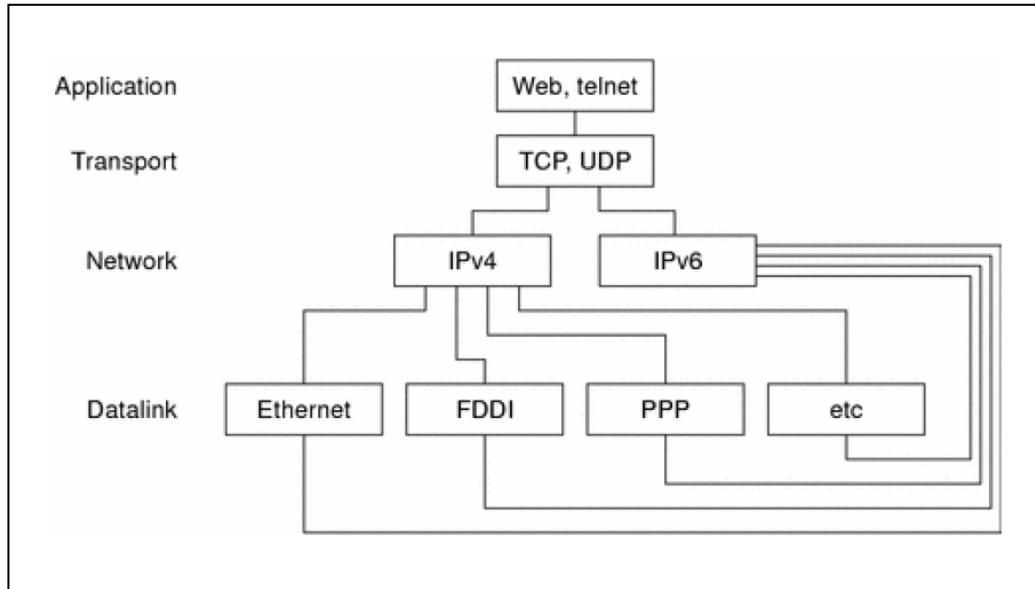 Application
Web, telnet
Transport
TCP, UDP
Network
IPv4
IPv6
Datalink
Ethernet
FDDI
PPP
etc